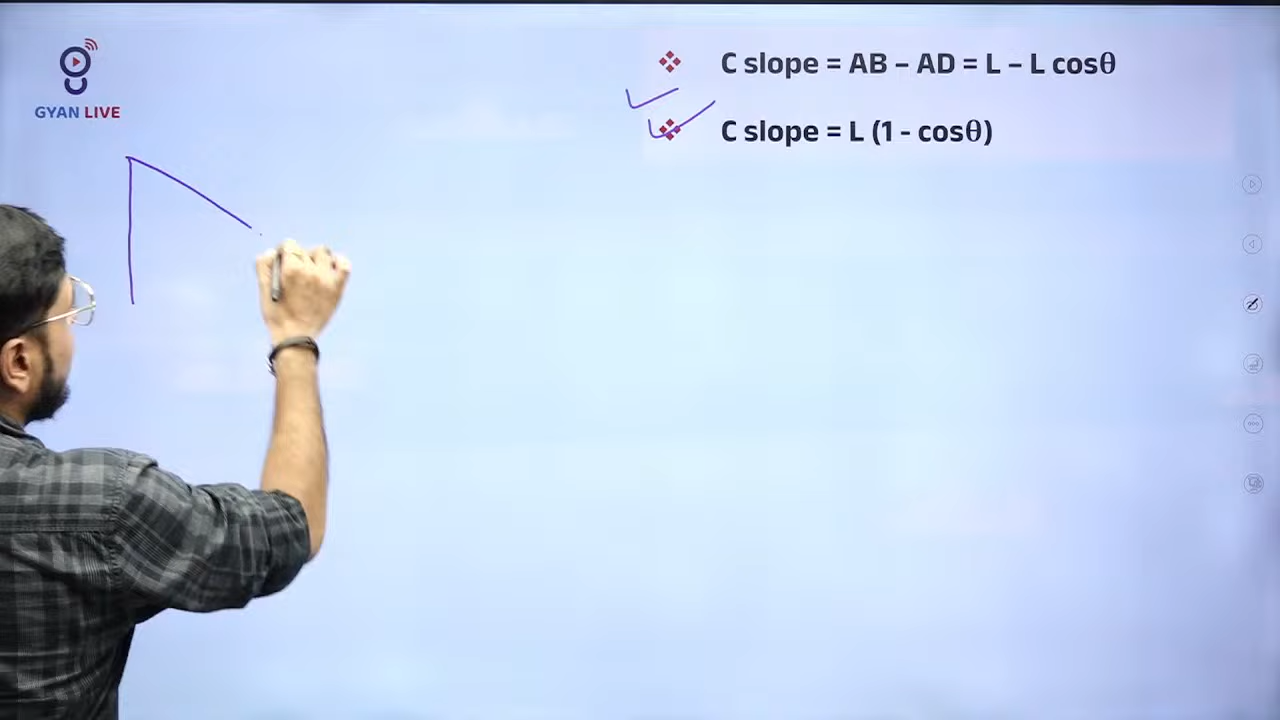 GYAN LIVE
C slope = AB – AD = L – L cosθ
C slope = L (1 - cosθ)